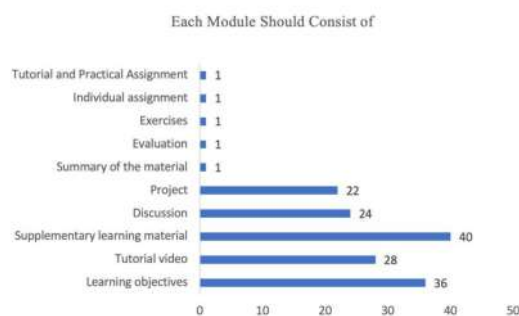 Each Module Should Consist of
Tutorial and Practical Assignment 1
Individual assignment 1
Exercises 1
Evaluation 1
Summary of the material 1
Project 22
Discussion 24
Supplementary learning material 40
Tutorial video 28
Learning objectives 36
0 10 20 30 40 50